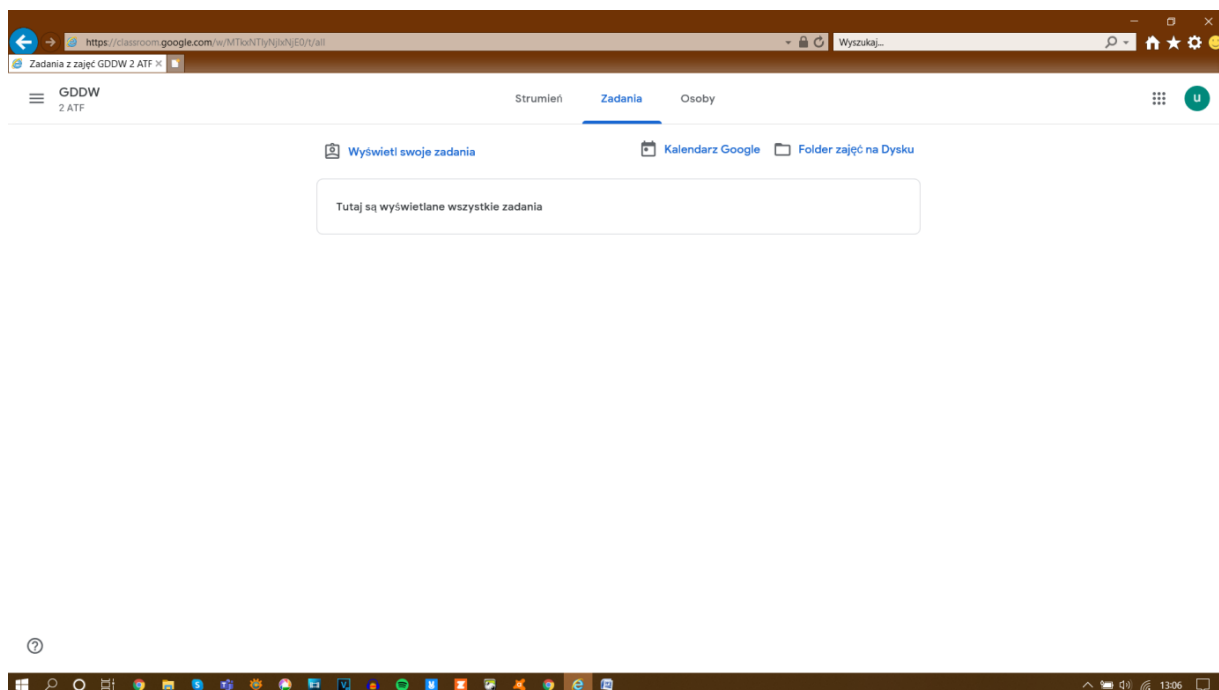 https://classroom.google.com/w/MTkxNTIyNjIxNjE0/t/all
Wyszukaj...
Zadania z zajęć GDDW 2 ATF
GDDW
2 ATF
Strumień
Zadania
Osoby
U
Wyświetl swoje zadania
Kalendarz Google
Folder zajęć na Dysku
Tutaj są wyświetlane wszystkie zadania
13:06